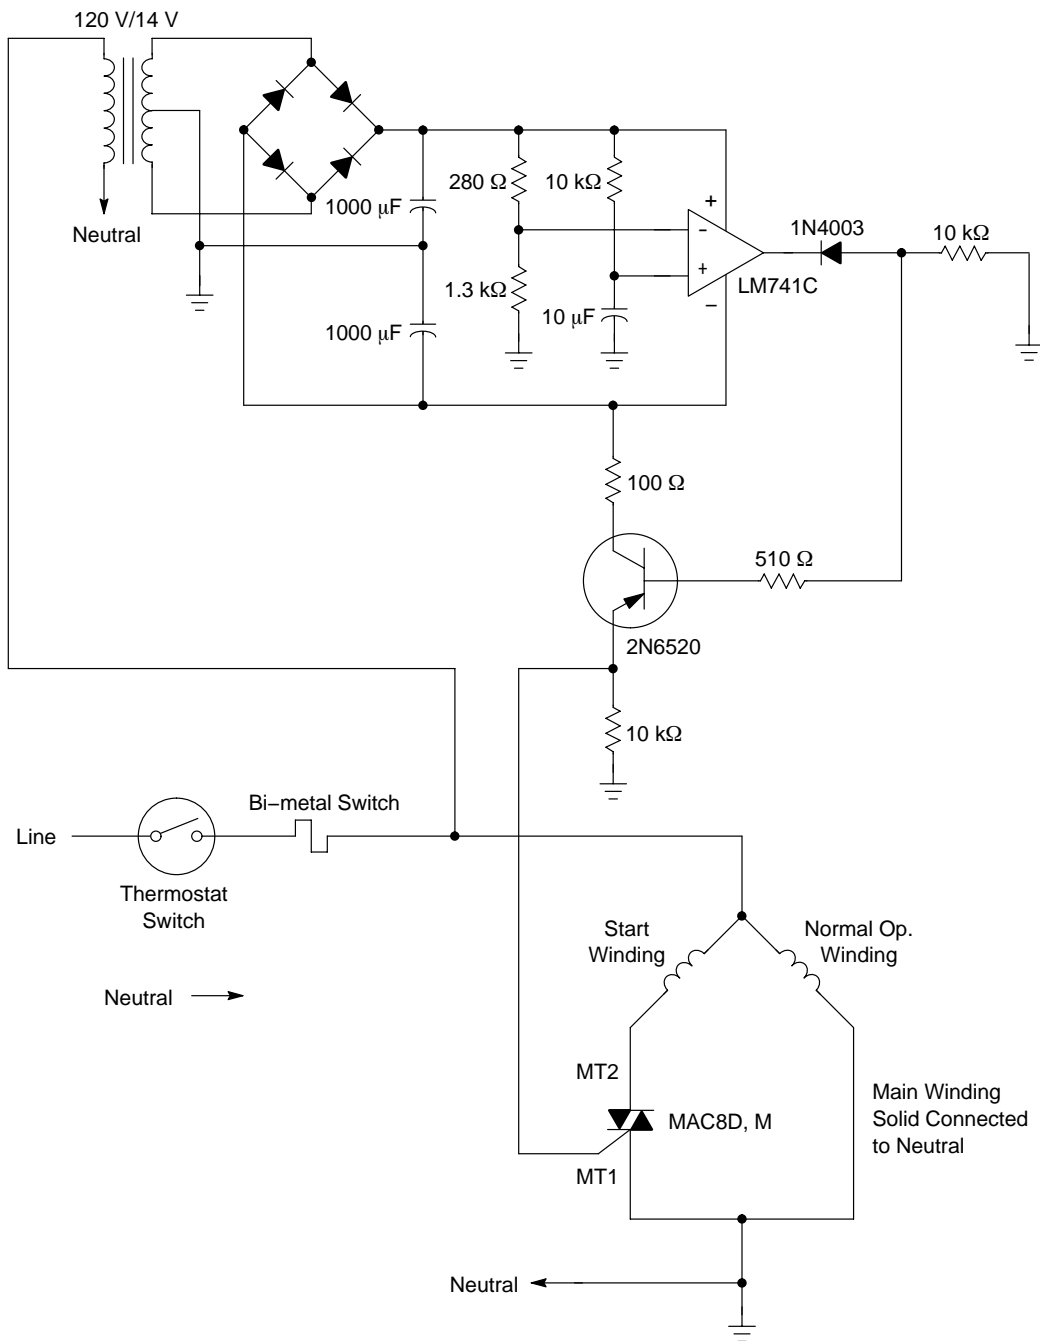 120 V/14 V
Neutral
1000 μF
1000 μF
280 Ω
10 kΩ
1.3 kΩ
10 μF
+
-
+
−
LM741C
1N4003
10 kΩ
100 Ω
510 Ω
2N6520
10 kΩ
Bi−metal Switch
Line
Thermostat
Switch
Neutral
Start
Winding
Normal Op.
Winding
MT2
MAC8D, M
MT1
Main Winding
Solid Connected
to Neutral
Neutral